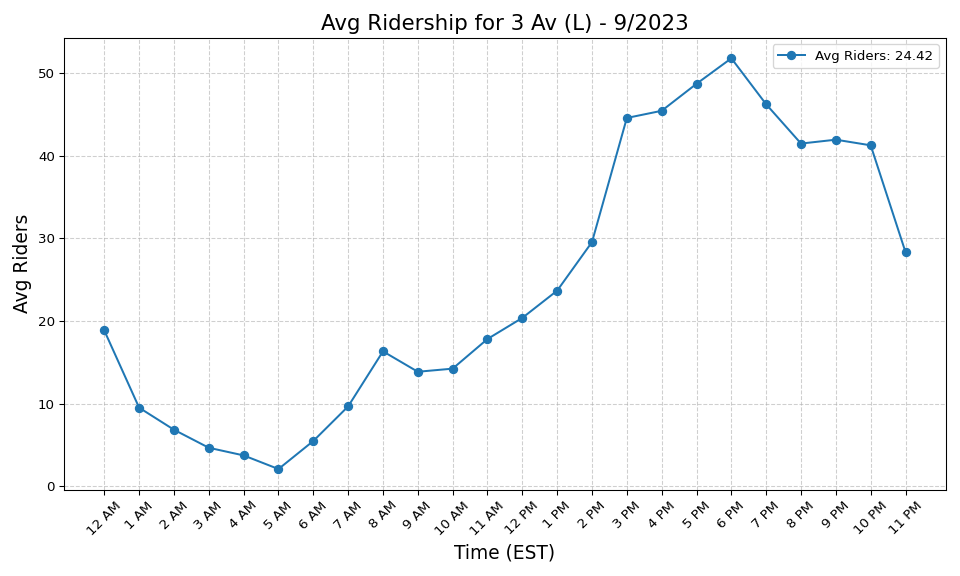 Avg Ridership for 3 Av (L) - 9/2023
Avg Riders: 24.42
Avg Riders
50
40
30
20
10
0
12 AM
1 AM
2 AM
3 AM
4 AM
5 AM
6 AM
7 AM
8 AM
9 AM
10 AM
11 AM
12 PM
1 PM
2 PM
3 PM
4 PM
5 PM
6 PM
7 PM
8 PM
9 PM
10 PM
11 PM
Time (EST)